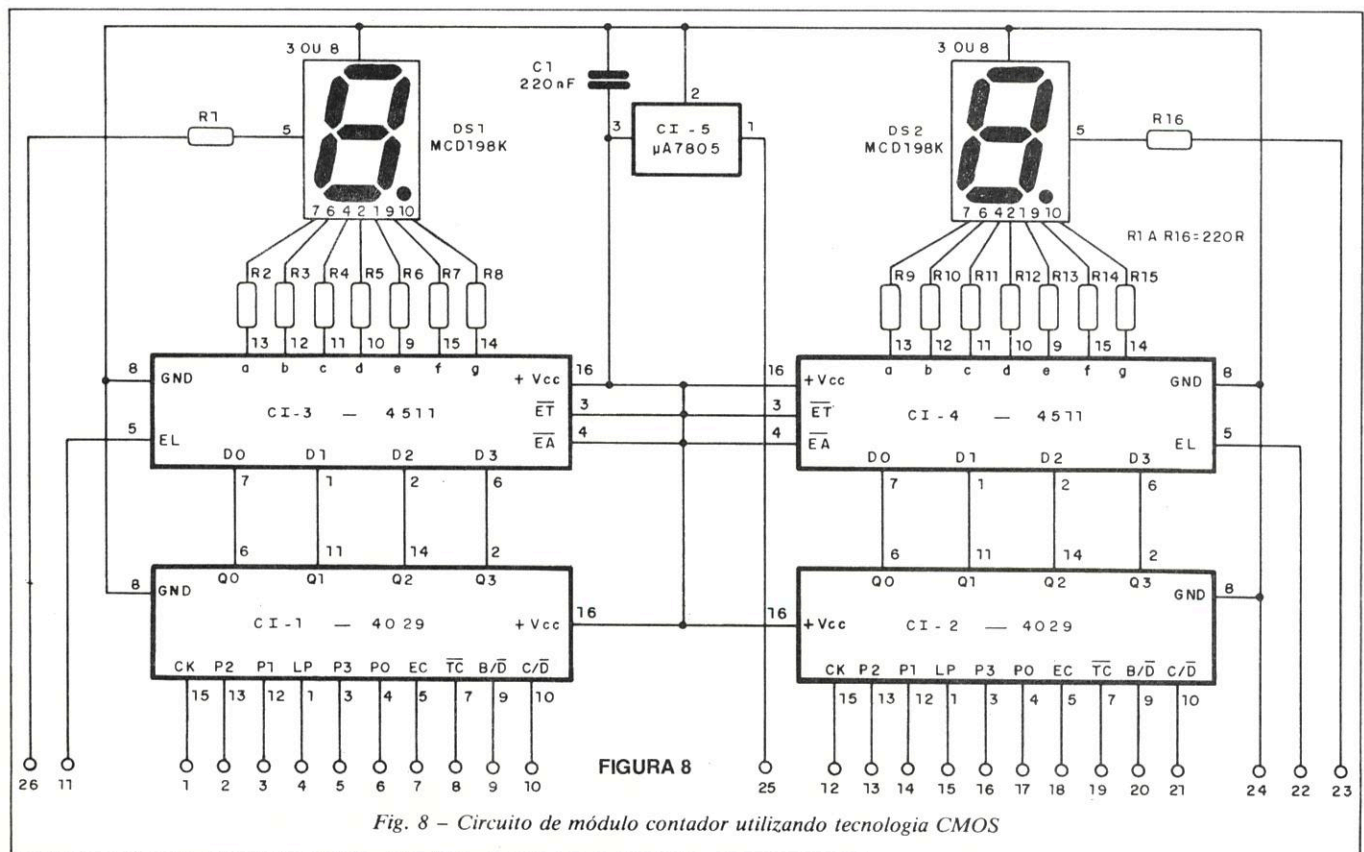 3 OU 8
C1
220nF
3 OU 8
R1
5
DS1
MCD198K
2
3
CI - 5
µA7805
1
DS2
MCD198K
5
R16
7 6 4 2 1 9 10
7 6 4 2 1 9 10
R1 A R16=220R
R2 R3 R4 R5 R6 R7 R8
R9 R10 R11 R12 R13 R14 R15
13 12 11 10 9 15 14
13 12 11 10 9 15 14
8
GND
a b c d e f g
+ Vcc
16
CI-3 — 4511
E̅T̅
3
5
EL
E̅A̅
4
D0 D1 D2 D3
7 1 2 6
16
+ Vcc
a b c d e f g
GND
8
3
E̅T̅
CI-4 — 4511
4
E̅A̅
EL
5
D0 D1 D2 D3
7 1 2 6
6 11 14 2
8
GND
Q0 Q1 Q2 Q3
CI-1 — 4029
+ Vcc
16
CK P2 P1 LP P3 P0 EC T̅C̅ B/D̅ C/D̅
15 13 12 1 3 4 5 7 9 10
6 11 14 2
Q0 Q1 Q2 Q3
GND
8
16
+ Vcc
CI-2 — 4029
CK P2 P1 LP P3 P0 EC T̅C̅ B/D̅ C/D̅
15 13 12 1 3 4 5 7 9 10
26 11 1 2 3 4 5 6 7 8 9 10
FIGURA 8
25 12 13 14 15 16 17 18 19 20 21 24 22 23
Fig. 8 – Circuito de módulo contador utilizando tecnologia CMOS